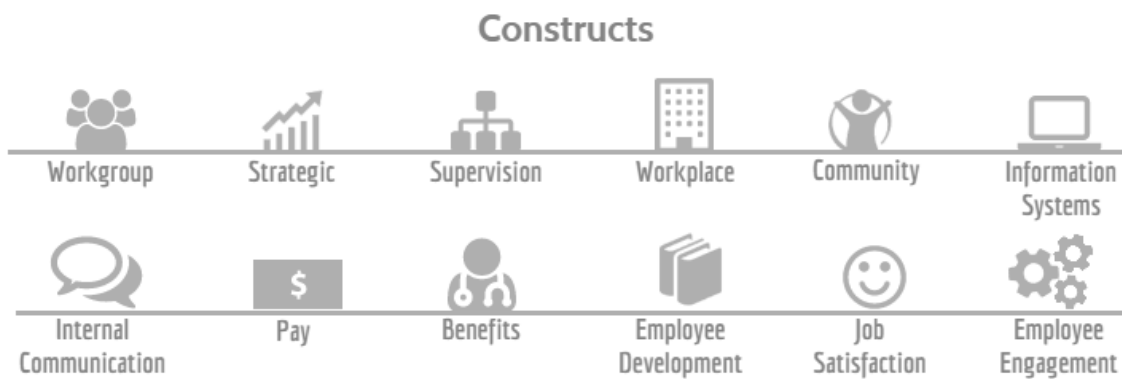 Constructs
Workgroup
Strategic
Supervision
Workplace
Community
Information
Systems
$
Internal
Communication
Pay
Benefits
Employee
Development
Job
Satisfaction
Employee
Engagement